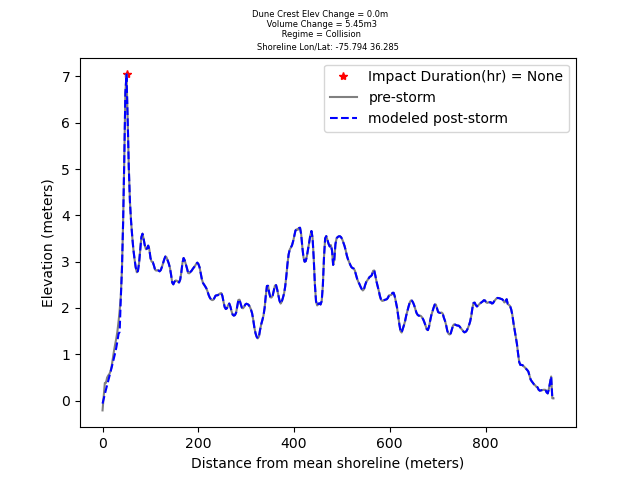 Dune Crest Elev Change = 0.0m
Volume Change = 5.45m3
Regime = Collision
Shoreline Lon/Lat: -75.794 36.285
Impact Duration(hr) = None
pre-storm
modeled post-storm
Elevation (meters)
7
6
5
4
3
2
1
0
0 200 400 600 800
Distance from mean shoreline (meters)